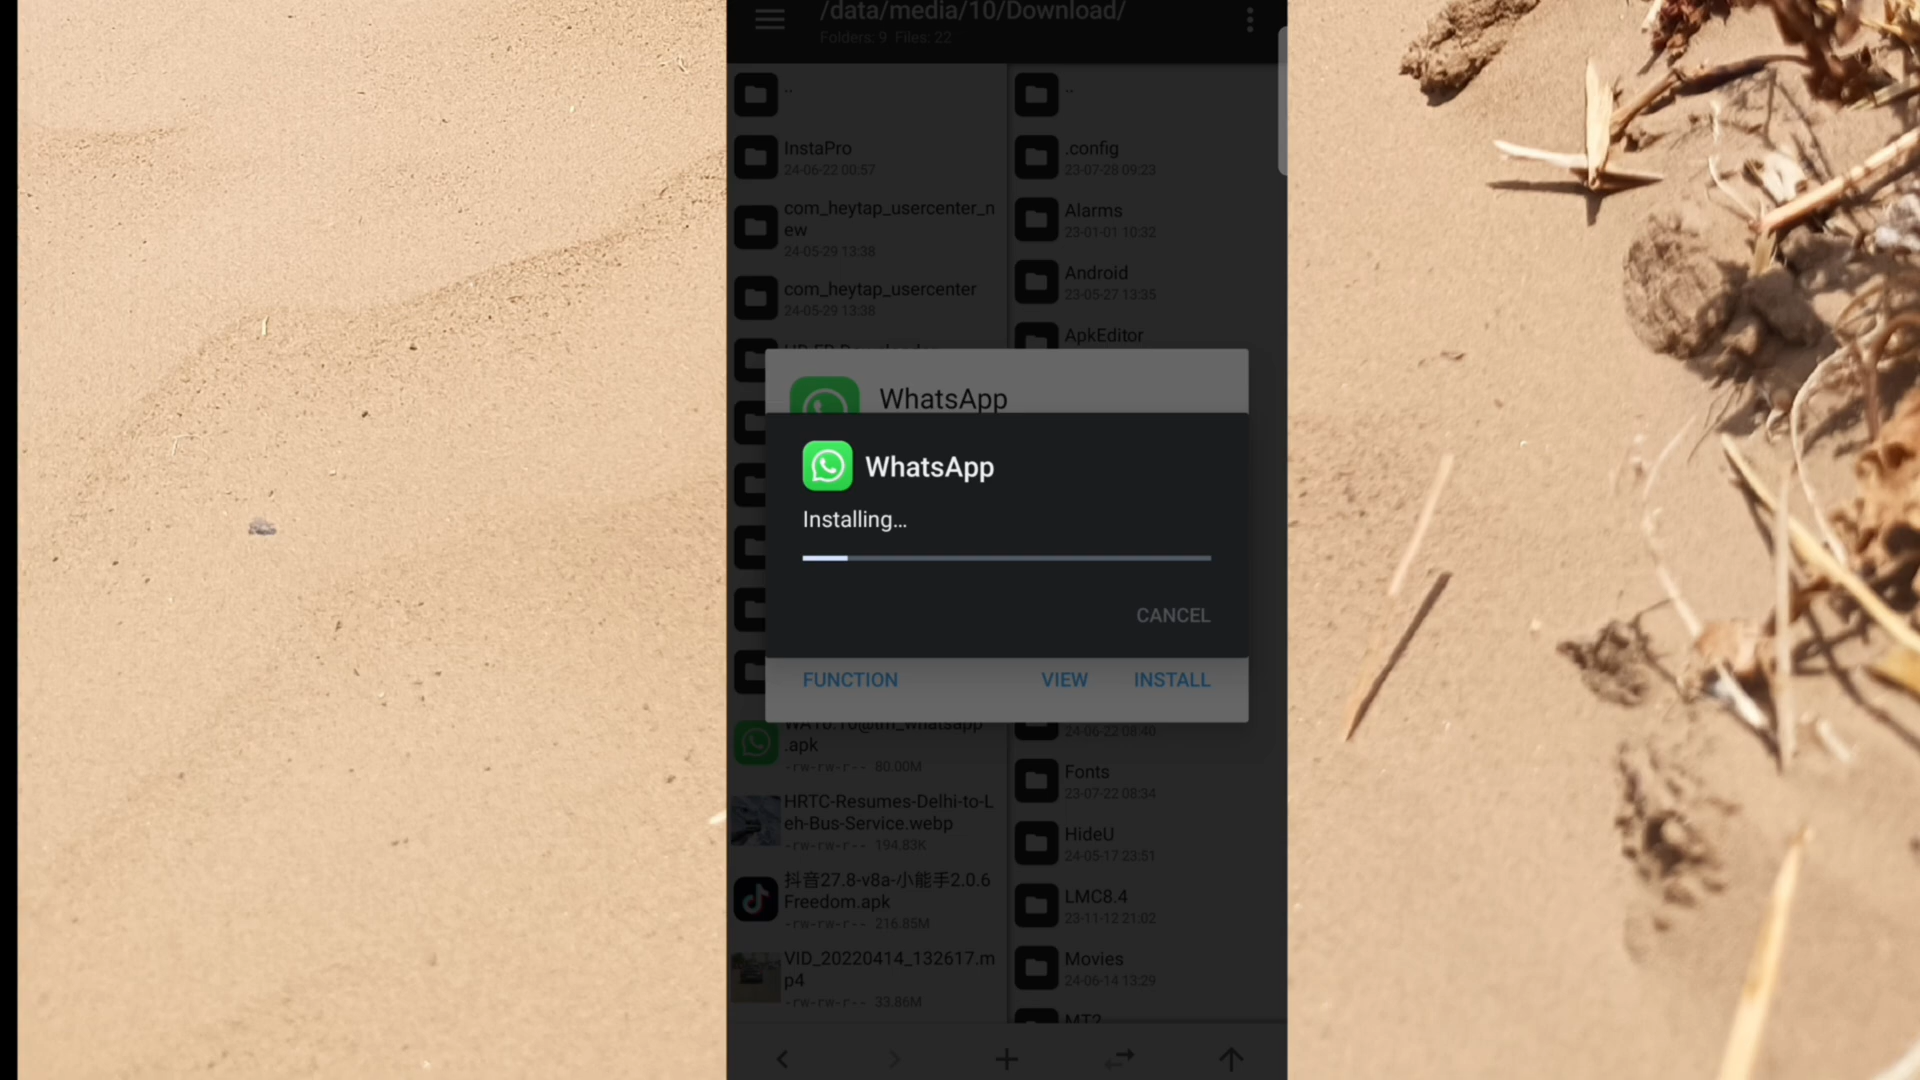 /data/media/10/Download/
Folders: 9 Files: 22
..
InstaPro
24-06-22 00:57
com_heytap_usercenter_n
ew
24-05-29 13:38
com_heytap_usercenter
24-05-29 13:38
..
.config
23-07-28 09:23
Alarms
23-01-01 10:32
Android
23-05-27 13:35
ApkEditor
WhatsApp
WhatsApp
Installing...
CANCEL
FUNCTION
VIEW
INSTALL
.apk
-rw-rw-r-- 80.00M
HRTC-Resumes-Delhi-to-L
eh-Bus-Service.webp
-rw-rw-r-- 194.83K
抖音27.8-v8a-小能手2.0.6
Freedom.apk
-rw-rw-r-- 216.85M
VID_20220414_132617.m
p4
-rw-rw-r-- 33.86M
24-06-22 08:40
Fonts
23-07-22 08:34
HideU
24-05-17 23:51
LMC8.4
23-11-12 21:02
Movies
24-06-14 13:29
MT2